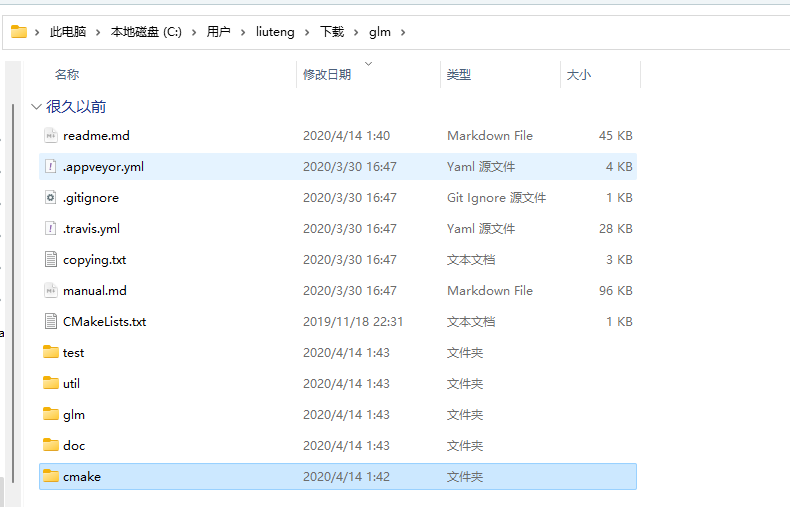 此电脑 › 本地磁盘 (C:) › 用户 › liuteng › 下载 › glm ›
名称 修改日期 类型 大小
很久以前
readme.md 2020/4/14 1:40 Markdown File 45 KB
.appveyor.yml 2020/3/30 16:47 Yaml 源文件 4 KB
.gitignore 2020/3/30 16:47 Git Ignore 源文件 1 KB
.travis.yml 2020/3/30 16:47 Yaml 源文件 28 KB
copying.txt 2020/3/30 16:47 文本文档 3 KB
manual.md 2020/3/30 16:47 Markdown File 96 KB
CMakeLists.txt 2019/11/18 22:31 文本文档 1 KB
test 2020/4/14 1:43 文件夹
util 2020/4/14 1:43 文件夹
glm 2020/4/14 1:43 文件夹
doc 2020/4/14 1:43 文件夹
cmake 2020/4/14 1:42 文件夹